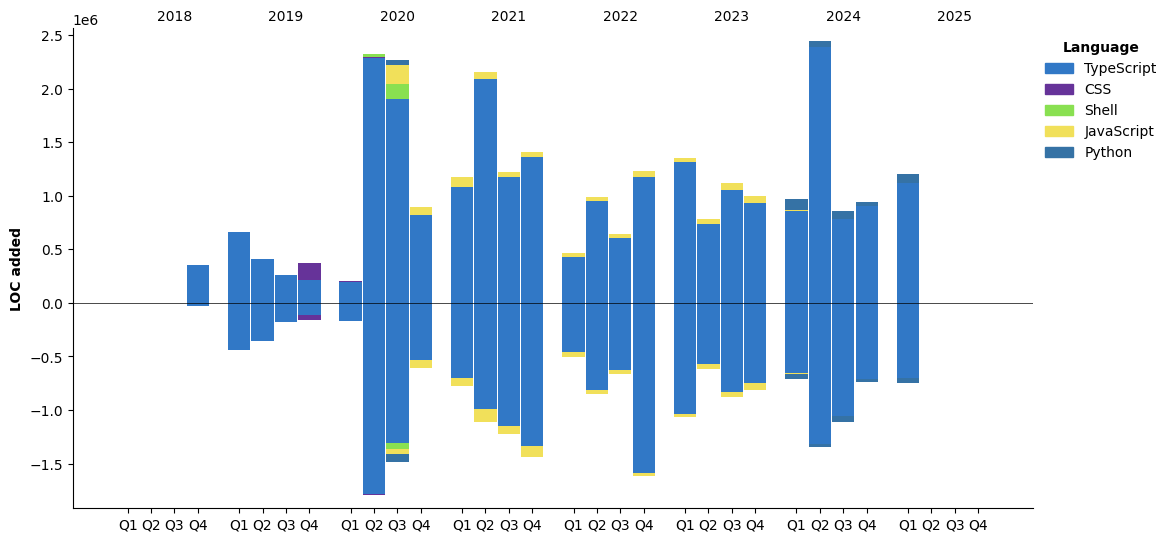 2018 2019 2020 2021 2022 2023 2024 2025
1e6
2.5
2.0
1.5
1.0
0.5
0.0
−0.5
−1.0
−1.5
LOC added
Q1 Q2 Q3 Q4 Q1 Q2 Q3 Q4 Q1 Q2 Q3 Q4 Q1 Q2 Q3 Q4 Q1 Q2 Q3 Q4 Q1 Q2 Q3 Q4 Q1 Q2 Q3 Q4 Q1 Q2 Q3 Q4
Language
TypeScript
CSS
Shell
JavaScript
Python